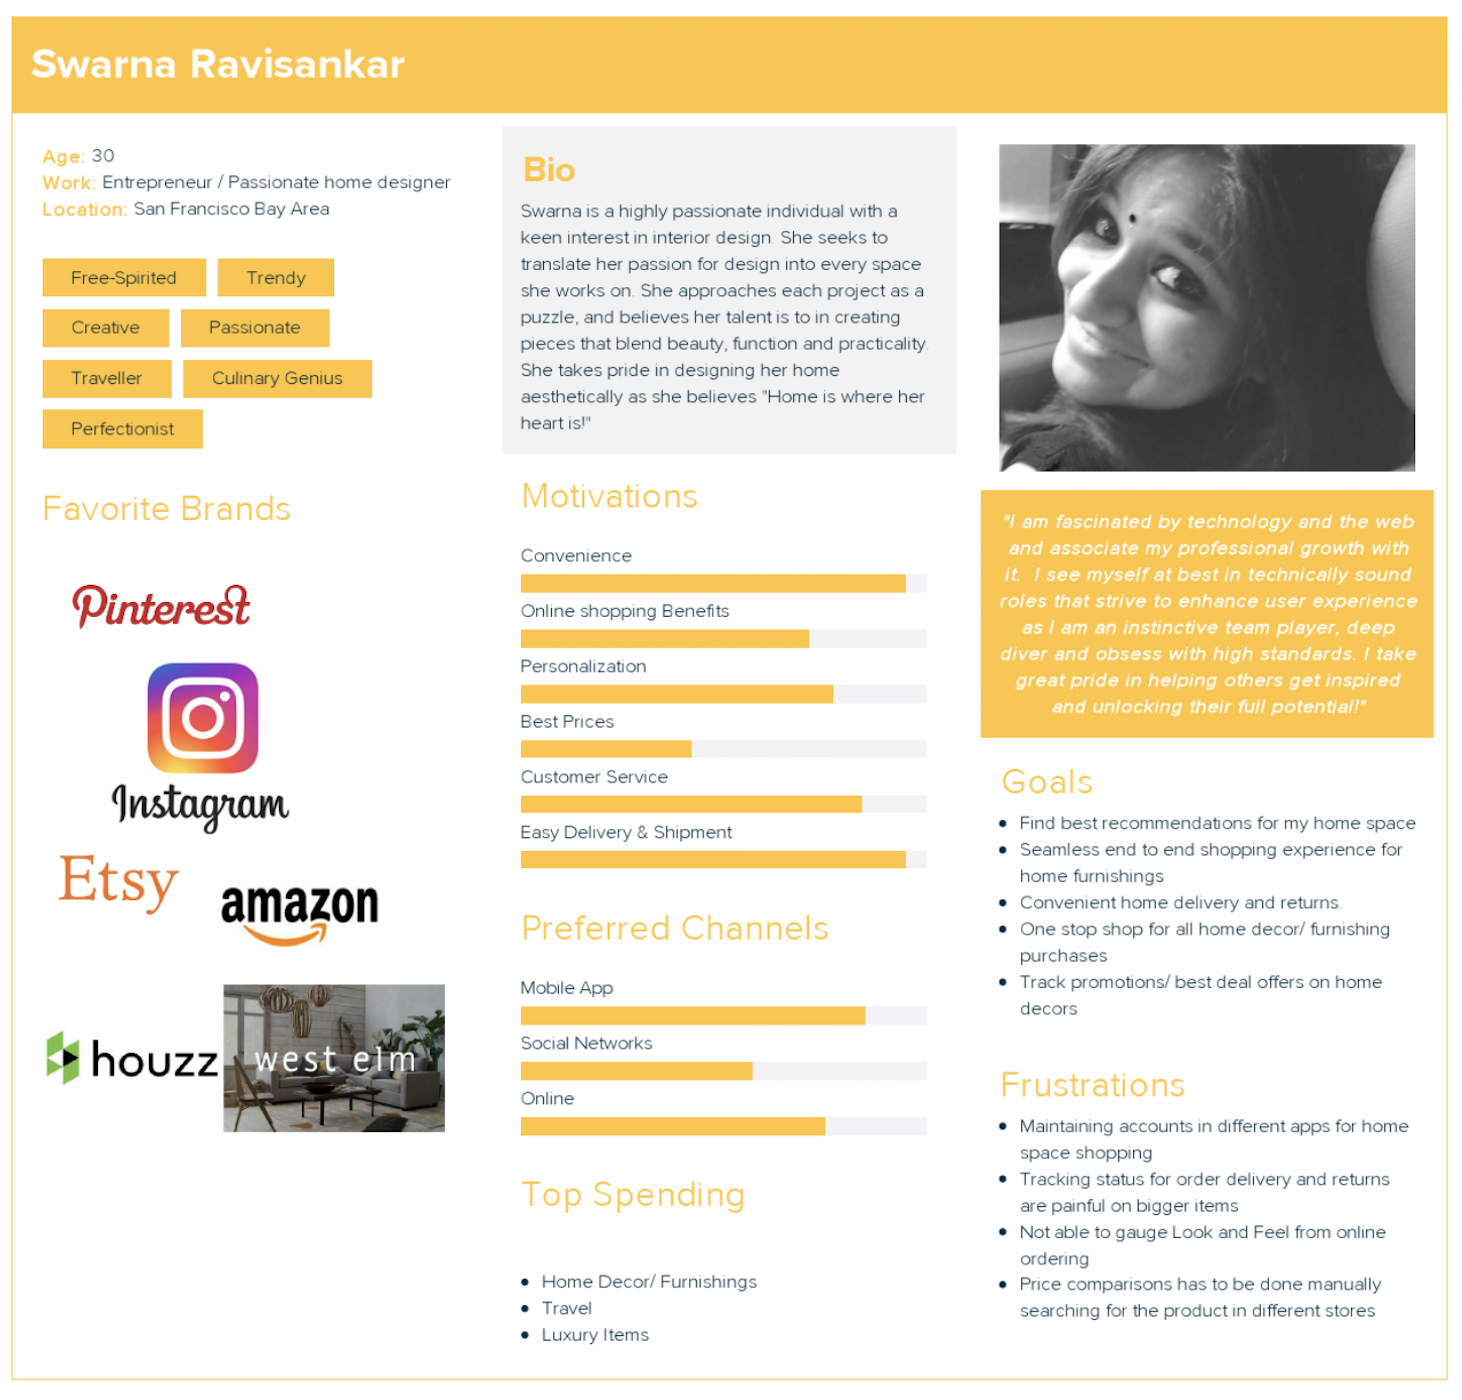 Swarna Ravisankar
Age: 30
Work: Entrepreneur / Passionate home designer
Location: San Francisco Bay Area
Free-Spirited
Trendy
Creative
Passionate
Traveller
Culinary Genius
Perfectionist
Favorite Brands
Pinterest
Instagram
Etsy
amazon
houzz
west elm
Bio
Swarna is a highly passionate individual with a
keen interest in interior design. She seeks to
translate her passion for design into every space
she works on. She approaches each project as a
puzzle, and believes her talent is to in creating
pieces that blend beauty, function and practicality.
She takes pride in designing her home
aesthetically as she believes "Home is where her
heart is!"
Motivations
Convenience
Online shopping Benefits
Personalization
Best Prices
Customer Service
Easy Delivery & Shipment
Preferred Channels
Mobile App
Social Networks
Online
Top Spending
• Home Decor/ Furnishings
• Travel
• Luxury Items
"I am fascinated by technology and the web
and associate my professional growth with
it.  I see myself at best in technically sound
roles that strive to enhance user experience
as I am an instinctive team player, deep
diver and obsess with high standards. I take
great pride in helping others get inspired
and unlocking their full potential!"
Goals
• Find best recommendations for my home space
• Seamless end to end shopping experience for
home furnishings
• Convenient home delivery and returns.
• One stop shop for all home decor/ furnishing
purchases
• Track promotions/ best deal offers on home
decors
Frustrations
• Maintaining accounts in different apps for home
space shopping
• Tracking status for order delivery and returns
are painful on bigger items
• Not able to gauge Look and Feel from online
ordering
• Price comparisons has to be done manually
searching for the product in different stores